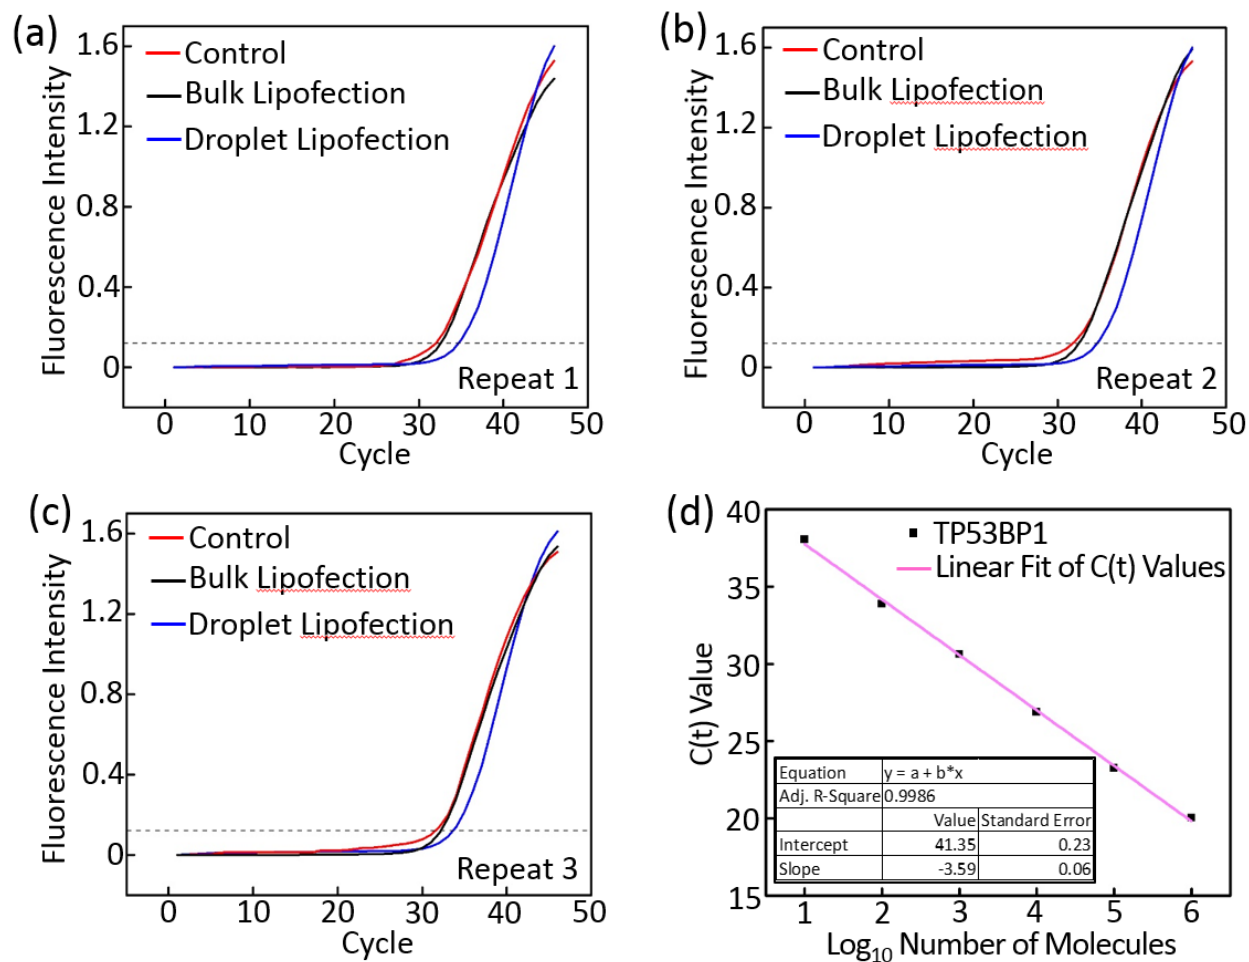 (a)
Fluorescence Intensity
1.6
1.2
0.8
0.4
0
Control
Bulk Lipofection
Droplet Lipofection
Repeat 1
0 10 20 30 40 50
Cycle
(b)
Fluorescence Intensity
1.6
1.2
0.8
0.4
0
Control
Bulk Lipofection
Droplet Lipofection
Repeat 2
0 10 20 30 40 50
Cycle
(c)
Fluorescence Intensity
1.6
1.2
0.8
0.4
0
Control
Bulk Lipofection
Droplet Lipofection
Repeat 3
0 10 20 30 40 50
Cycle
(d)
C(t) Value
40
35
30
25
20
15
TP53BP1
Linear Fit of C(t) Values
Equation y = a + b*x
Adj. R-Square 0.9986
Value Standard Error
Intercept 41.35 0.23
Slope -3.59 0.06
1 2 3 4 5 6
Log₁₀ Number of Molecules